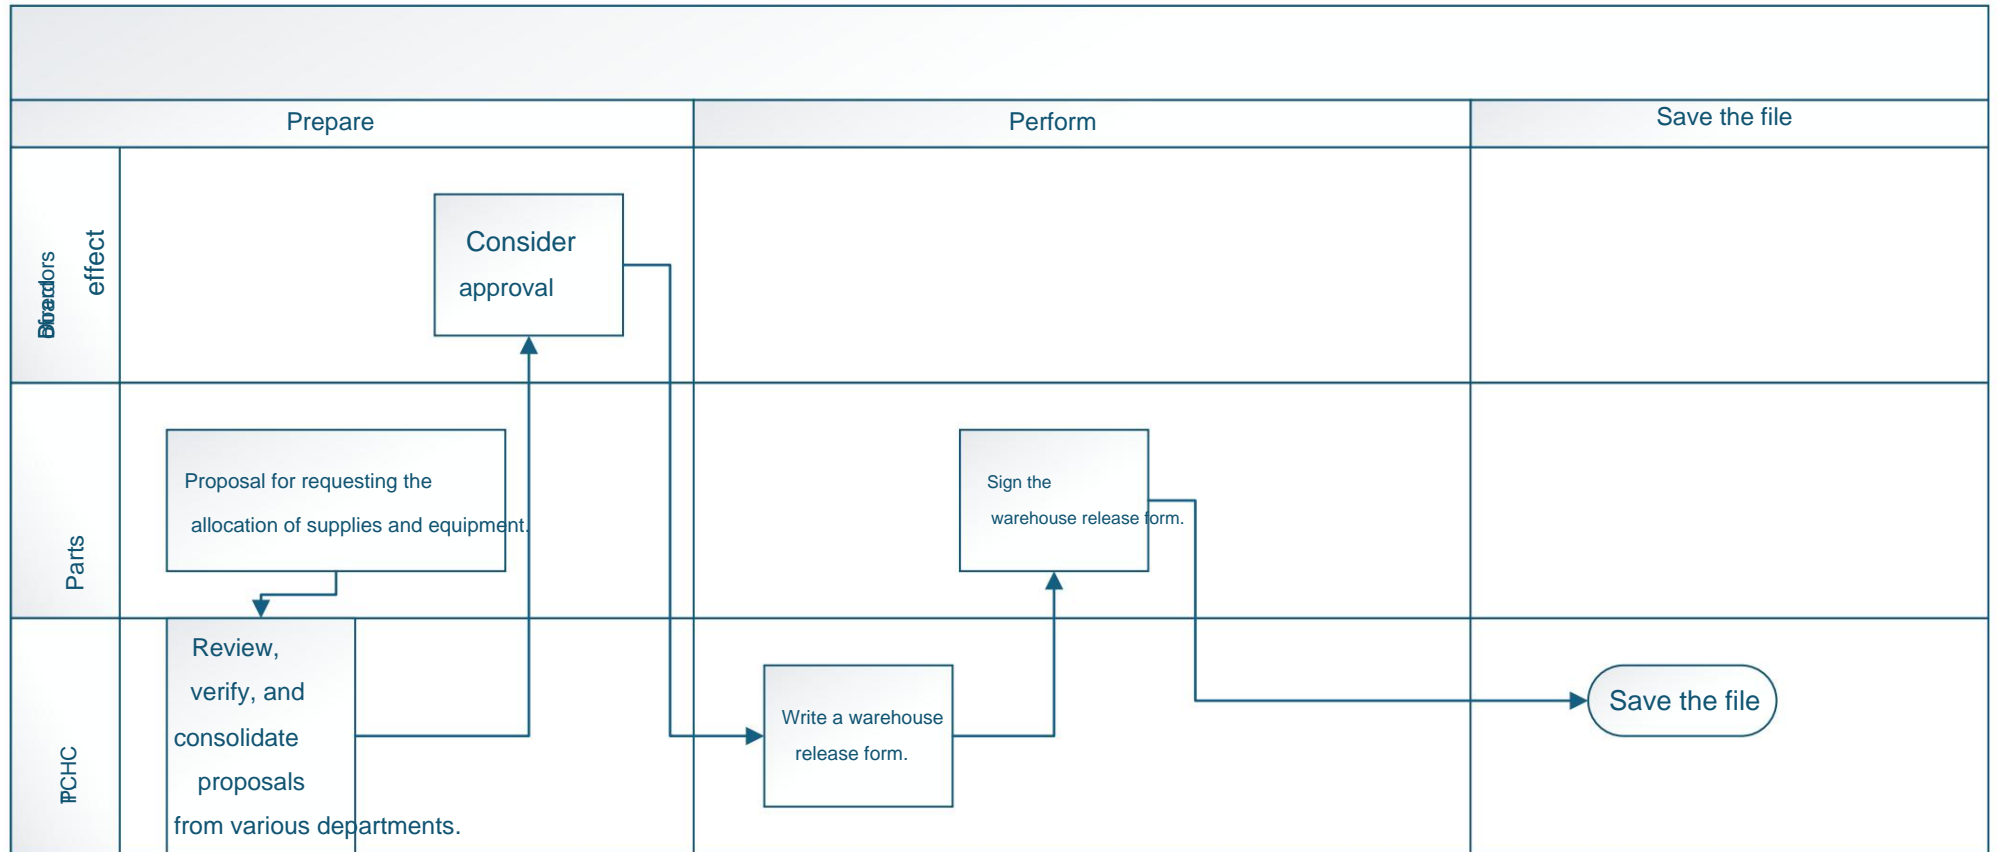 Prepare
Perform
Save the file
effect
Consider
approval
Parts
Proposal for requesting the
allocation of supplies and equipment.
Sign the
warehouse release form.
Review,
verify, and
consolidate
proposals
from various departments.
Write a warehouse
release form.
Save the file